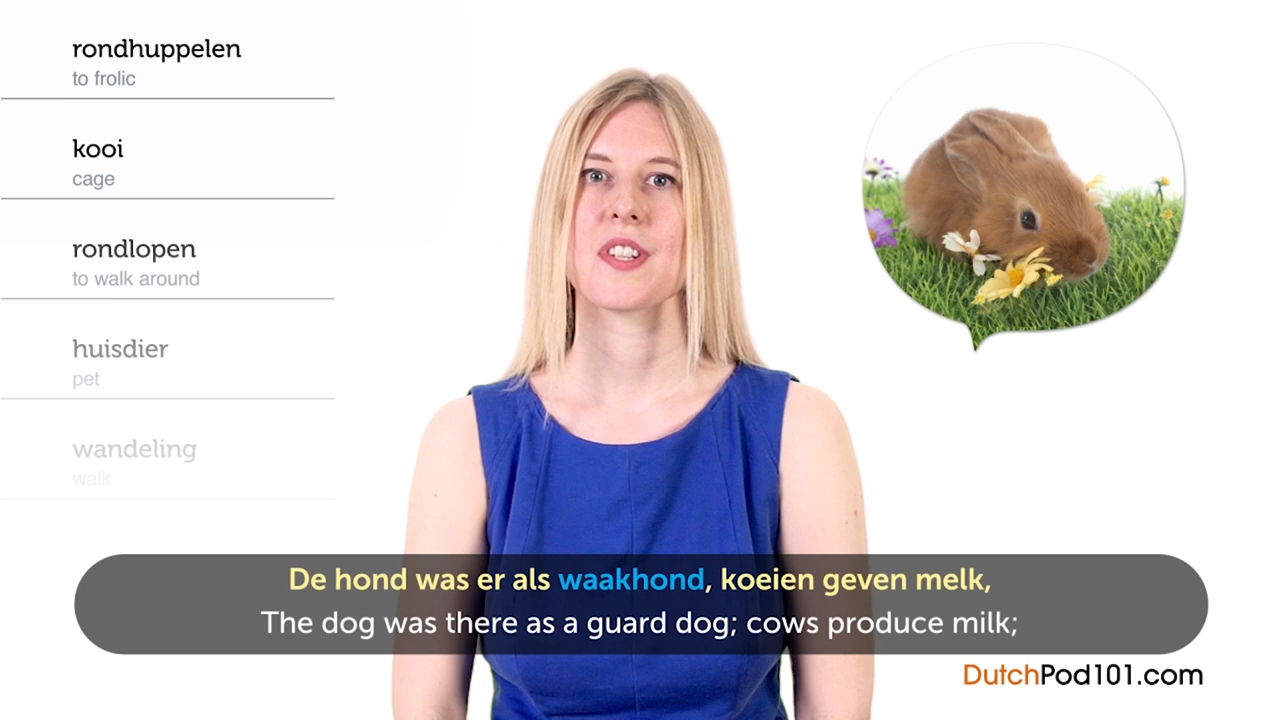 rondhuppelen
to frolic
kooi
cage
rondlopen
to walk around
huisdier
pet
wandeling
walk
De hond was er als waakhond, koeien geven melk,
The dog was there as a guard dog; cows produce milk;
DutchPod101.com